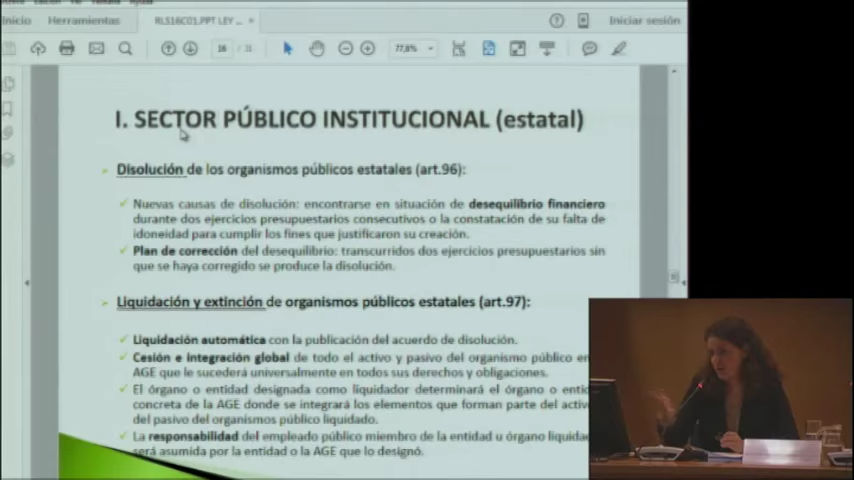 Inicio
Herramientas
RLS16C01.PPT LEY ...
×
Iniciar sesión
16 / 31
77,8%
I. SECTOR PÚBLICO INSTITUCIONAL (estatal)
Disolución de los organismos públicos estatales (art.96):
Nuevas causas de disolución: encontrarse en situación de desequilibrio financiero
durante dos ejercicios presupuestarios consecutivos o la constatación de su falta de
idoneidad para cumplir los fines que justificaron su creación.
Plan de corrección del desequilibrio: transcurridos dos ejercicios presupuestarios sin
que se haya corregido se produce la disolución.
Liquidación y extinción de organismos públicos estatales (art.97):
Liquidación automática con la publicación del acuerdo de disolución.
Cesión e integración global de todo el activo y pasivo del organismo público en
AGE que le sucederá universalmente en todos sus derechos y obligaciones.
El órgano o entidad designada como liquidador determinará el órgano o
concreta de la AGE donde se integrará los elementos que forman parte del
del pasivo del organismo público liquidado.
La responsabilidad del empleado público miembro de la entidad u órgano
será asumida por la entidad o la AGE que lo designó.